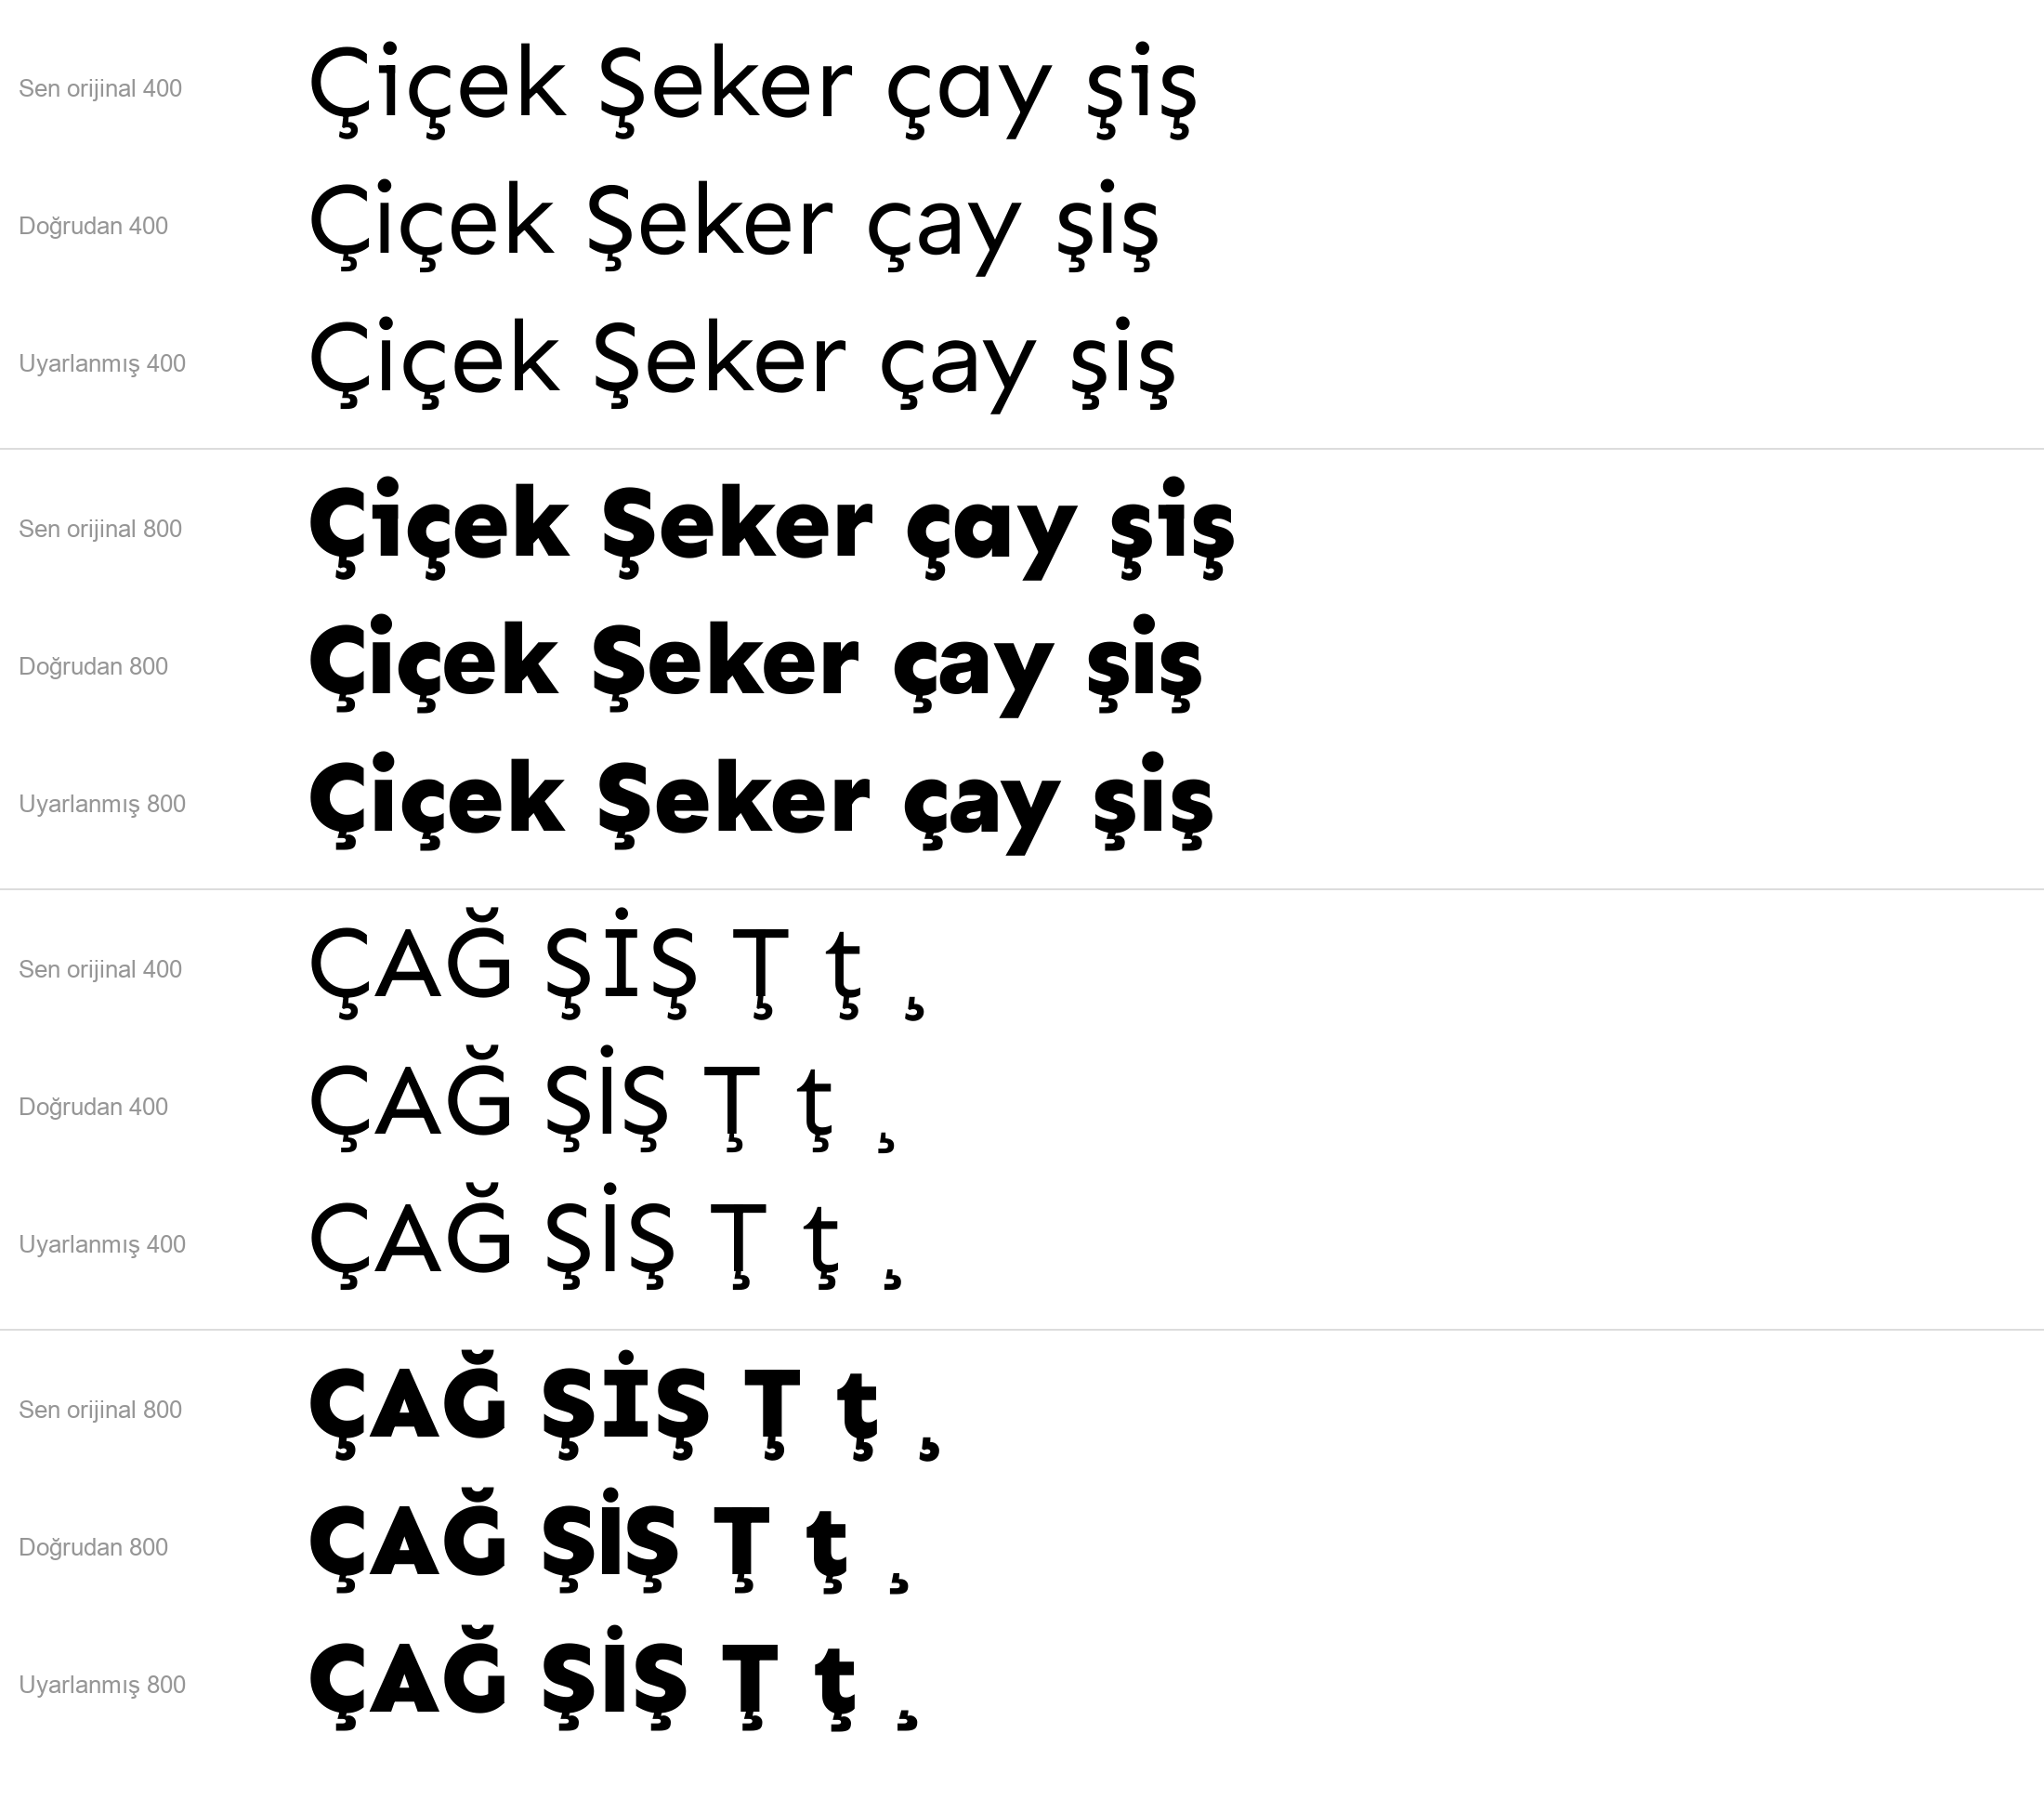 Sen orijinal 400 Çiçek Şeker çay şiş
Doğrudan 400 Çiçek Şeker çay şiş
Uyarlanmış 400 Çiçek Şeker çay şiş
Sen orijinal 800 Çiçek Şeker çay şiş
Doğrudan 800 Çiçek Şeker çay şiş
Uyarlanmış 800 Çiçek Şeker çay şiş
Sen orijinal 400 ÇAĞ ŞİŞ Ţ ţ ¸
Doğrudan 400 ÇAĞ ŞİŞ Ţ ţ ¸
Uyarlanmış 400 ÇAĞ ŞİŞ Ţ ţ ¸
Sen orijinal 800 ÇAĞ ŞİŞ Ţ ţ ¸
Doğrudan 800 ÇAĞ ŞİŞ Ţ ţ ¸
Uyarlanmış 800 ÇAĞ ŞİŞ Ţ ţ ¸